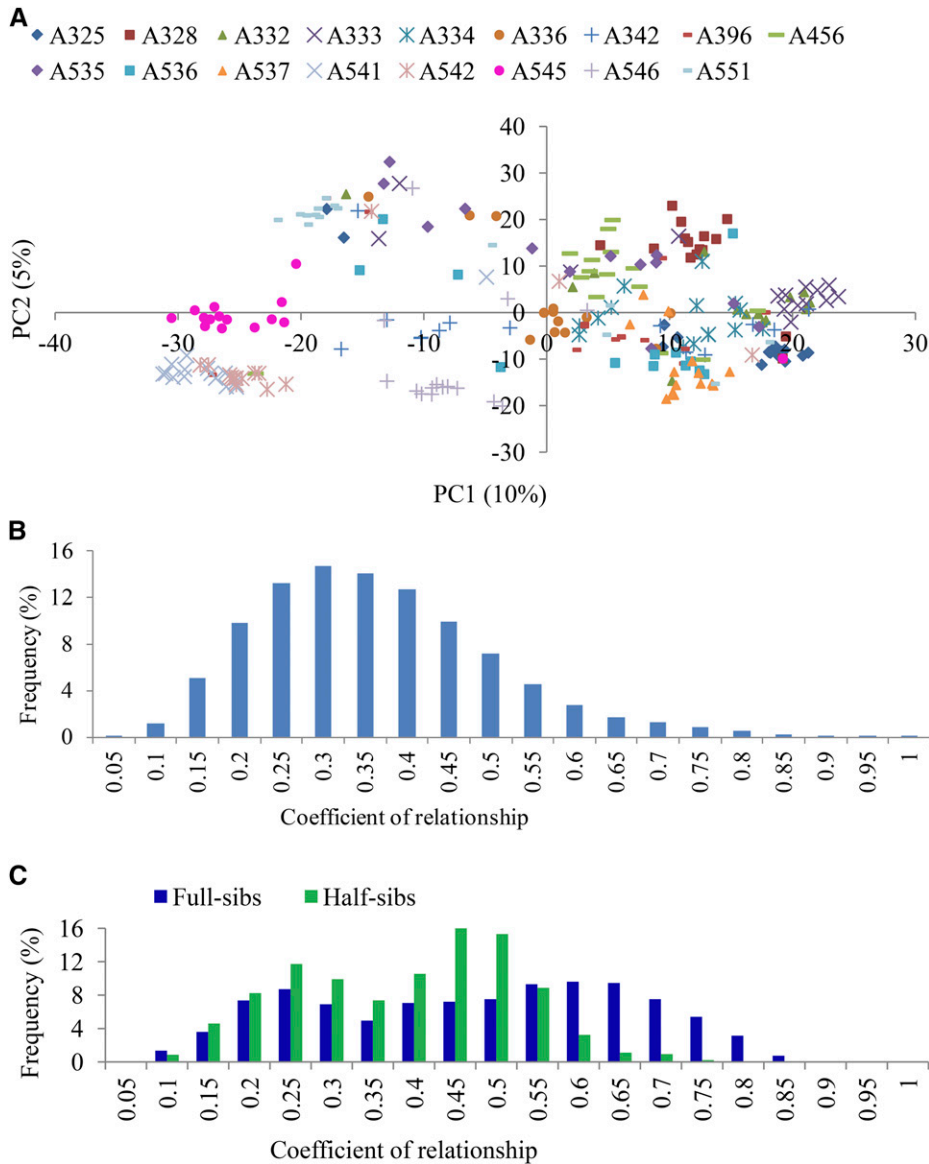 A
A325 A328 A332 A333 A334 A336 A342 A396 A456
A535 A536 A537 A541 A542 A545 A546 A551
40
30
20
10
0
-40 -30 -20 -10 0 10 20 30
-10
-20
-30
PC2 (5%)
PC1 (10%)
B
16
12
8
4
0
Frequency (%)
0.05 0.1 0.15 0.2 0.25 0.3 0.35 0.4 0.45 0.5 0.55 0.6 0.65 0.7 0.75 0.8 0.85 0.9 0.95 1
Coefficient of relationship
C
Full-sibs Half-sibs
16
12
8
4
0
Frequency (%)
0.05 0.1 0.15 0.2 0.25 0.3 0.35 0.4 0.45 0.5 0.55 0.6 0.65 0.7 0.75 0.8 0.85 0.9 0.95 1
Coefficient of relationship